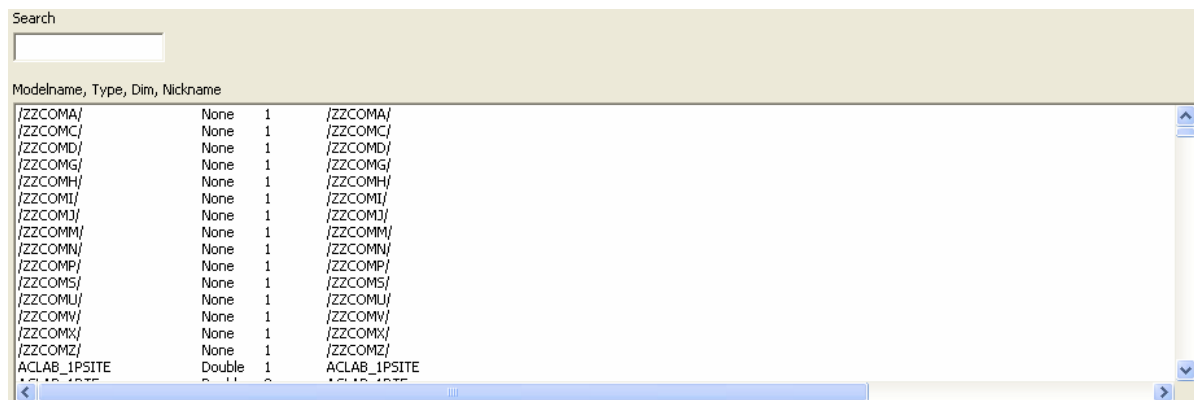 Search
Modelname, Type, Dim, Nickname
/ZZCOMA/ None 1 /ZZCOMA/
/ZZCOMC/ None 1 /ZZCOMC/
/ZZCOMD/ None 1 /ZZCOMD/
/ZZCOMG/ None 1 /ZZCOMG/
/ZZCOMH/ None 1 /ZZCOMH/
/ZZCOMI/ None 1 /ZZCOMI/
/ZZCOMJ/ None 1 /ZZCOMJ/
/ZZCOMM/ None 1 /ZZCOMM/
/ZZCOMN/ None 1 /ZZCOMN/
/ZZCOMP/ None 1 /ZZCOMP/
/ZZCOMS/ None 1 /ZZCOMS/
/ZZCOMU/ None 1 /ZZCOMU/
/ZZCOMV/ None 1 /ZZCOMV/
/ZZCOMX/ None 1 /ZZCOMX/
/ZZCOMZ/ None 1 /ZZCOMZ/
ACLAB_1PSITE Double 1 ACLAB_1PSITE